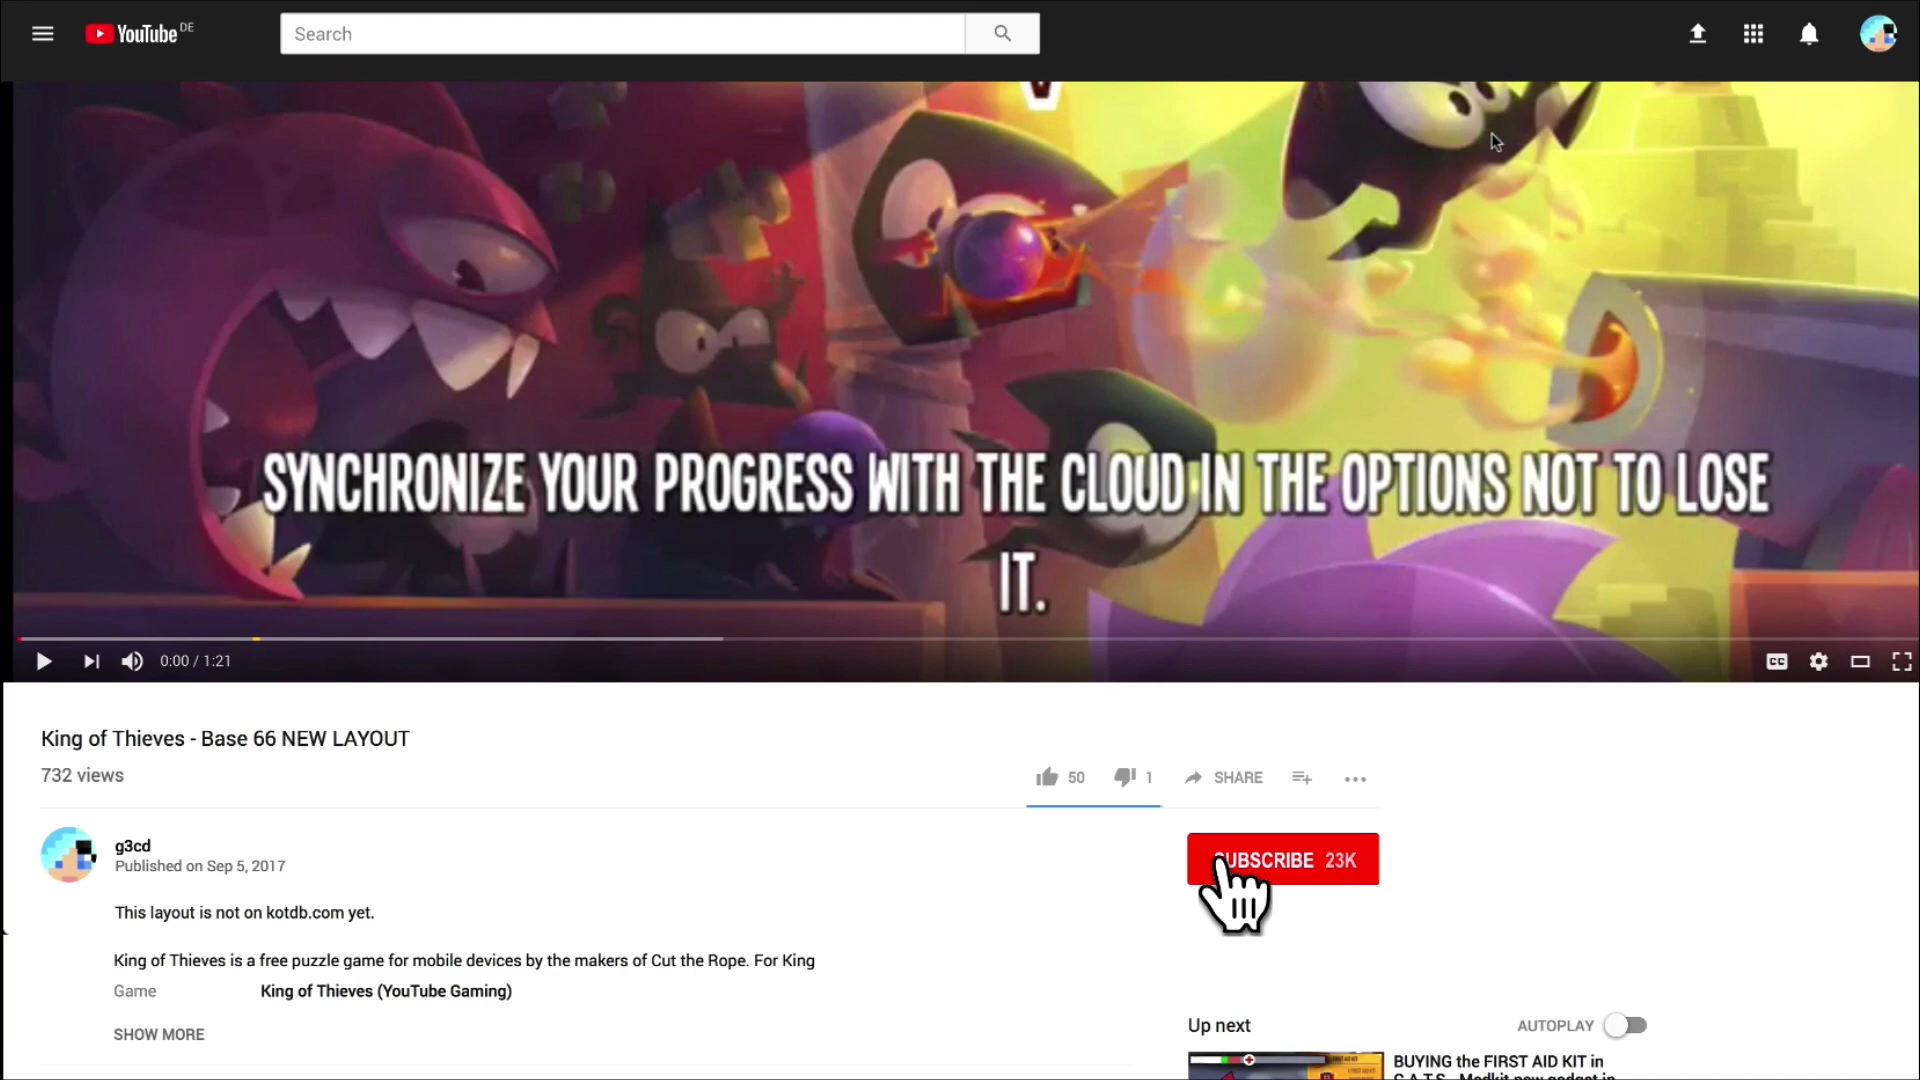 YouTube DE
Search
SYNCHRONIZE YOUR PROGRESS WITH THE CLOUD IN THE OPTIONS NOT TO LOSE
IT.
0:00 / 1:21
CC
King of Thieves - Base 66 NEW LAYOUT
732 views
50
1
SHARE
g3cd
Published on Sep 5, 2017
SUBSCRIBE 23K
This layout is not on kotdb.com yet.
King of Thieves is a free puzzle game for mobile devices by the makers of Cut the Rope. For King
Game
King of Thieves (YouTube Gaming)
SHOW MORE
Up next
AUTOPLAY
BUYING the FIRST AID KIT in
C.A.T.S - Medkit new gadget in